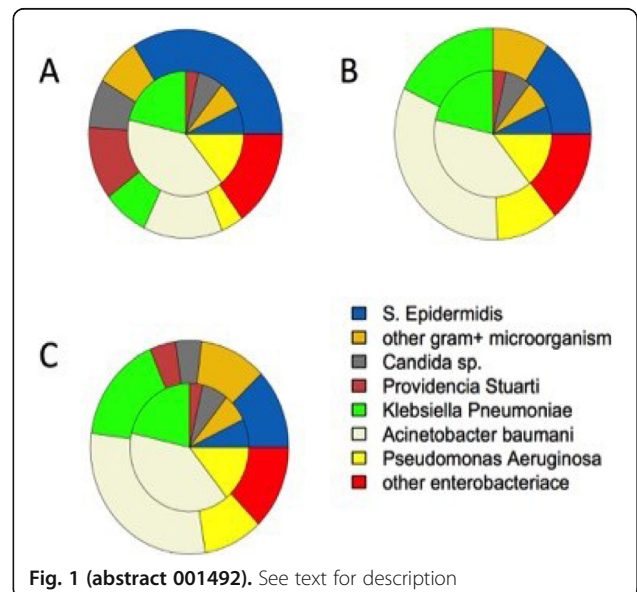 A
B
C
S. Epidermidis
other gram+ microorganism
Candida sp.
Providencia Stuarti
Klebsiella Pneumoniae
Acinetobacter baumani
Pseudomonas Aeruginosa
other enterobacteriace
Fig. 1 (abstract 001492). See text for description